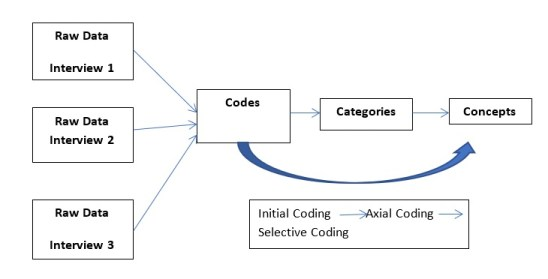 Raw Data
Interview 1
Raw Data
Interview 2
Raw Data
Interview 3
Codes
Categories
Concepts
Initial Coding Axial Coding
Selective Coding